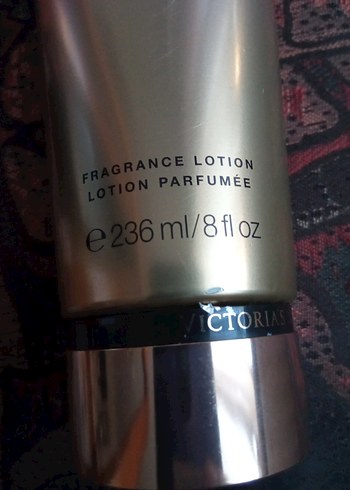 FRAGRANCE LOTION
LOTION PARFUMÉE
℮ 236 ml/8 fl oz
VICTORIAS